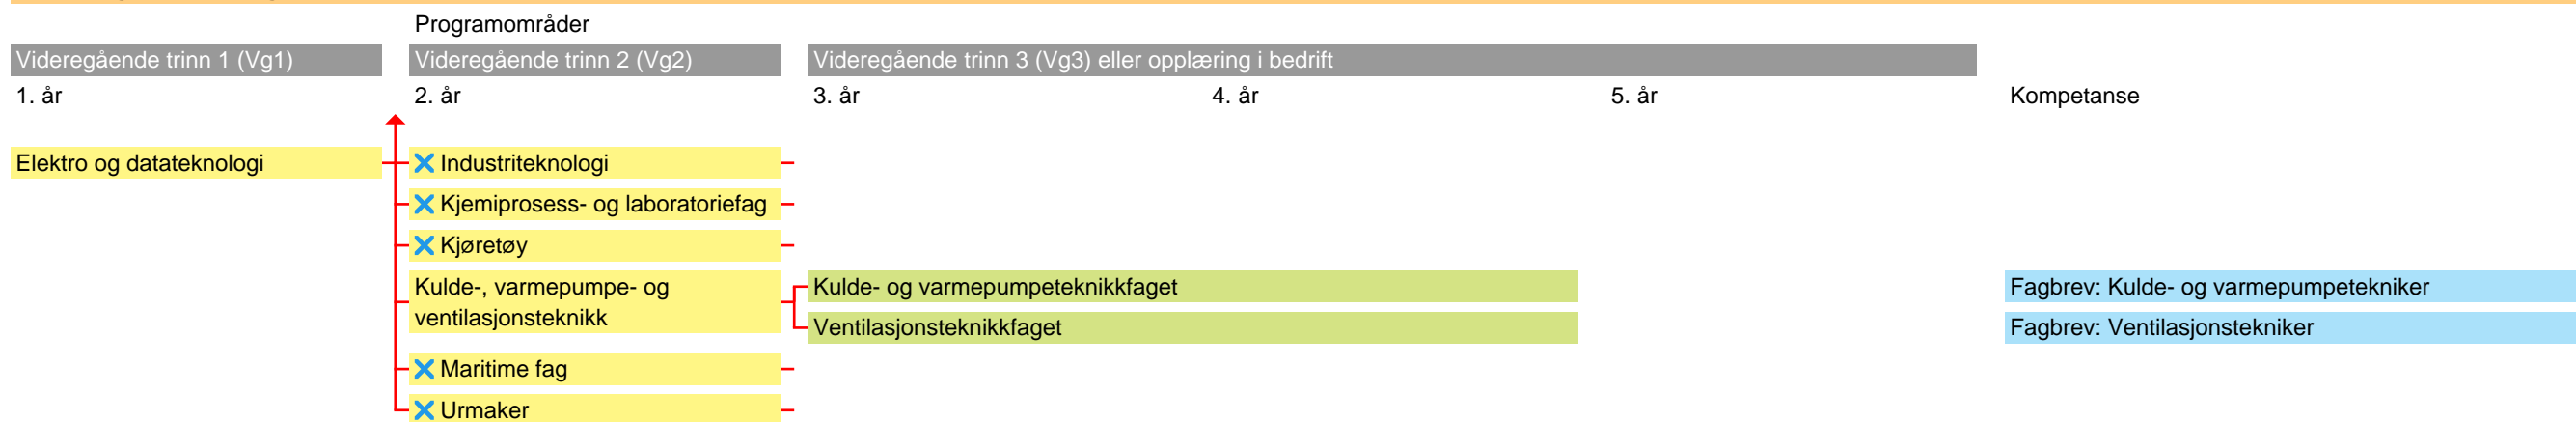 Programområder
Videregående trinn 1 (Vg1) Videregående trinn 2 (Vg2) Videregående trinn 3 (Vg3) eller opplæring i bedrift
1. år 2. år 3. år 4. år 5. år Kompetanse
Elektro og datateknologi Industriteknologi
Kjemiprosess- og laboratoriefag
Kjøretøy
Kulde-, varmepumpe- og
ventilasjonsteknikk
Kulde- og varmepumpeteknikkfaget Fagbrev: Kulde- og varmepumpetekniker
Ventilasjonsteknikkfaget Fagbrev: Ventilasjonstekniker
Maritime fag
Urmaker